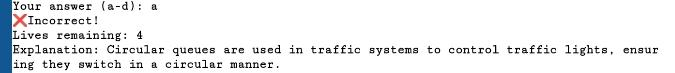 Your answer (a-d): a
❌Incorrect!
Lives remaining: 4
Explanation: Circular queues are used in traffic systems to control traffic lights, ensur
ing they switch in a circular manner.